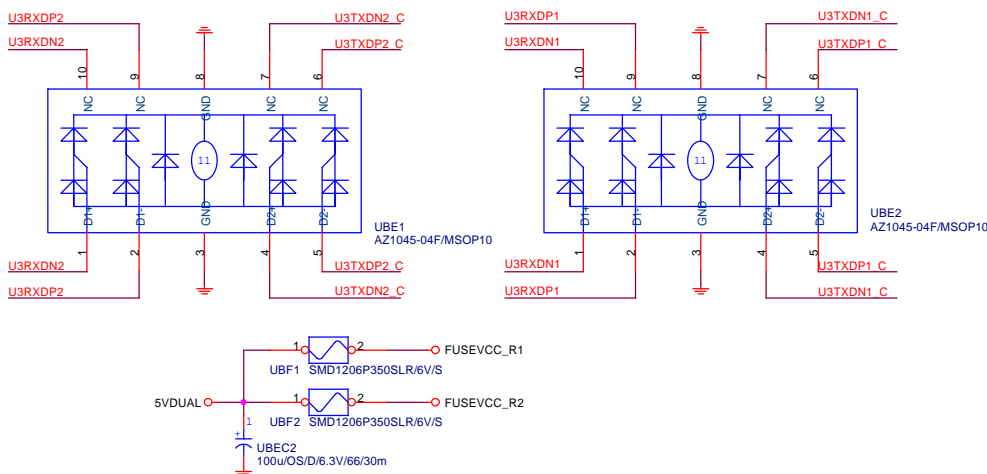 U3RXDP2
U3TXDN2_C
U3RXDP1
U3TXDN1_C
U3RXDN2
U3TXDP2_C
U3RXDN1
U3TXDP1_C
10 9 8 7 6
10 9 8 7 6
NC NC GND NC NC
NC NC GND NC NC
11
11
D1+ D1- GND D2+ D2-
D1+ D1- GND D2+ D2-
UBE1
AZ1045-04F/MSOP10
UBE2
AZ1045-04F/MSOP10
1 2 3 4 5
1 2 3 4 5
U3RXDN2
U3TXDP2_C
U3RXDN1
U3TXDP1_C
U3RXDP2
U3TXDN2_C
U3RXDP1
U3TXDN1_C
1 2
FUSEVCC_R1
UBF1 SMD1206P350SLR/6V/S
5VDUAL
1 2
FUSEVCC_R2
UBF2 SMD1206P350SLR/6V/S
1
+
UBEC2
100u/OS/D/6.3V/66/30m